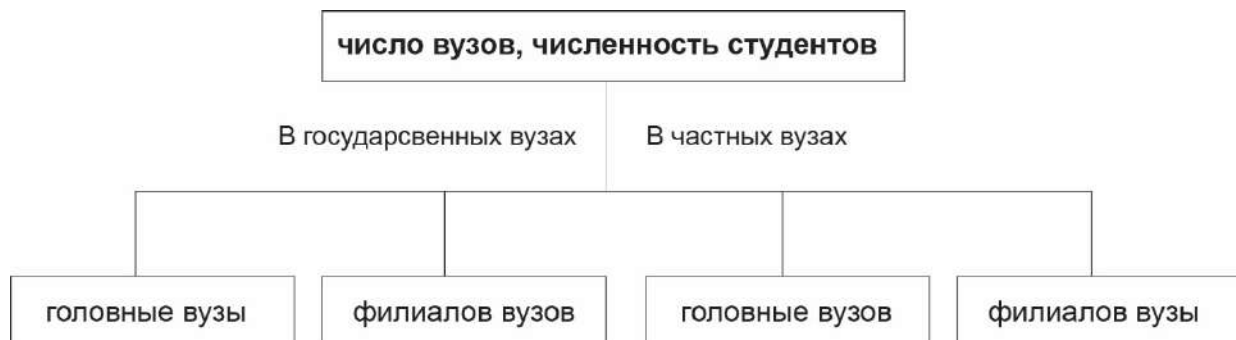 число вузов, численность студентов
В государсвенных вузах
В частных вузах
головные вузы
филиалов вузов
головные вузов
филиалов вузы